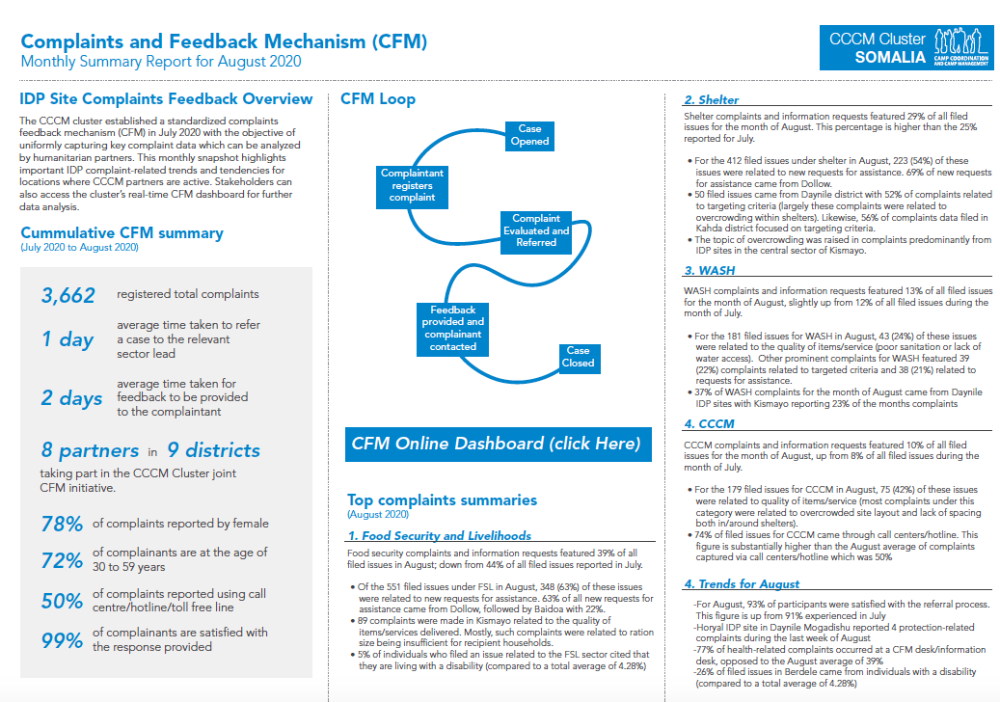 Complaints and Feedback Mechanism (CFM)
Monthly Summary Report for August 2020
CCCM Cluster
SOMALIA
CAMP COORDINATION
AND CAMP MANAGEMENT
IDP Site Complaints Feedback Overview
The CCCM cluster established a standardized complaints
feedback mechanism (CFM) in July 2020 with the objective of
uniformly capturing key complaint data which can be analyzed
by humanitarian partners. This monthly snapshot highlights
important IDP complaint-related trends and tendencies for
locations where CCCM partners are active. Stakeholders can
also access the cluster's real-time CFM dashboard for further
data analysis.
Cummulative CFM summary
(July 2020 to August 2020)
3,662 registered total complaints
1 day average time taken to refer
a case to the relevant
sector lead
2 days average time taken for
feedback to be provided
to the complaintant
8 partners in 9 districts
taking part in the CCCM Cluster joint
CFM initiative.
78% of complaints reported by female
72% of complainants are at the age of
30 to 59 years
50% of complaints reported using call
centre/hotline/toll free line
99% of complainants are satisfied with
the response provided
CFM Loop
Case
Opened
Complaintant
registers
complaint
Complaint
Evaluated and
Referred
Feedback
provided and
complainant
contacted
Case
Closed
CFM Online Dashboard (click Here)
Top complaints summaries
(August 2020)
1. Food Security and Livelihoods
Food security complaints and information requests featured 39% of all
filed issues in August; down from 44% of all filed issues reported in July.
• Of the 551 filed issues under FSL in August, 348 (63%) of these issues
were related to new requests for assistance. 63% of all new requests for
assistance came from Dollow, followed by Baidoa with 22%.
• 89 complaints were made in Kismayo related to the quality of
items/services delivered. Mostly, such complaints were related to ration
size being insufficient for recipient households.
• 5% of individuals who filed an issue related to the FSL sector cited that
they are living with a disability (compared to a total average of 4.28%)
2. Shelter
Shelter complaints and information requests featured 29% of all filed
issues for the month of August. This percentage is higher than the 25%
reported for July.
• For the 412 filed issues under shelter in August, 223 (54%) of these
issues were related to new requests for assistance. 69% of new requests
for assistance came from Dollow.
• 50 filed issues came from Daynile district with 52% of complaints related
to targeting criteria (largely these complaints were related to
overcrowding within shelters). Likewise, 56% of complaints data filed in
Kahda district focused on targeting criteria.
• The topic of overcrowding was raised in complaints predominantly from
IDP sites in the central sector of Kismayo.
3. WASH
WASH complaints and information requests featured 13% of all filed issues
for the month of August, slightly up from 12% of all filed issues during the
month of July.
• For the 181 filed issues for WASH in August, 43 (24%) of these issues
were related to the quality of items/service (poor sanitation or lack of
water access). Other prominent complaints for WASH featured 39
(22%) complaints related to targeted criteria and 38 (21%) related to
requests for assistance.
• 37% of WASH complaints for the month of August came from Daynile
IDP sites with Kismayo reporting 23% of the months complaints
4. CCCM
CCCM complaints and information requests featured 10% of all filed
issues for the month of August, up from 8% of all filed issues during the
month of July.
• For the 179 filed issues for CCCM in August, 75 (42%) of these issues
were related to quality of items/service (most complaints under this
category were related to overcrowded site layout and lack of spacing
both in/around shelters).
• 74% of filed issues for CCCM came through call centers/hotline. This
figure is substantially higher than the August average of complaints
captured via call centers/hotline which was 50%
4. Trends for August
-For August, 93% of participants were satisfied with the referral process.
This figure is up from 91% experienced in July
-Horyal IDP site in Daynile Mogadishu reported 4 protection-related
complaints during the last week of August
-77% of health-related complaints occurred at a CFM desk/information
desk, opposed to the August average of 39%
-26% of filed issues in Berdele came from individuals with a disability
(compared to a total average of 4.28%)